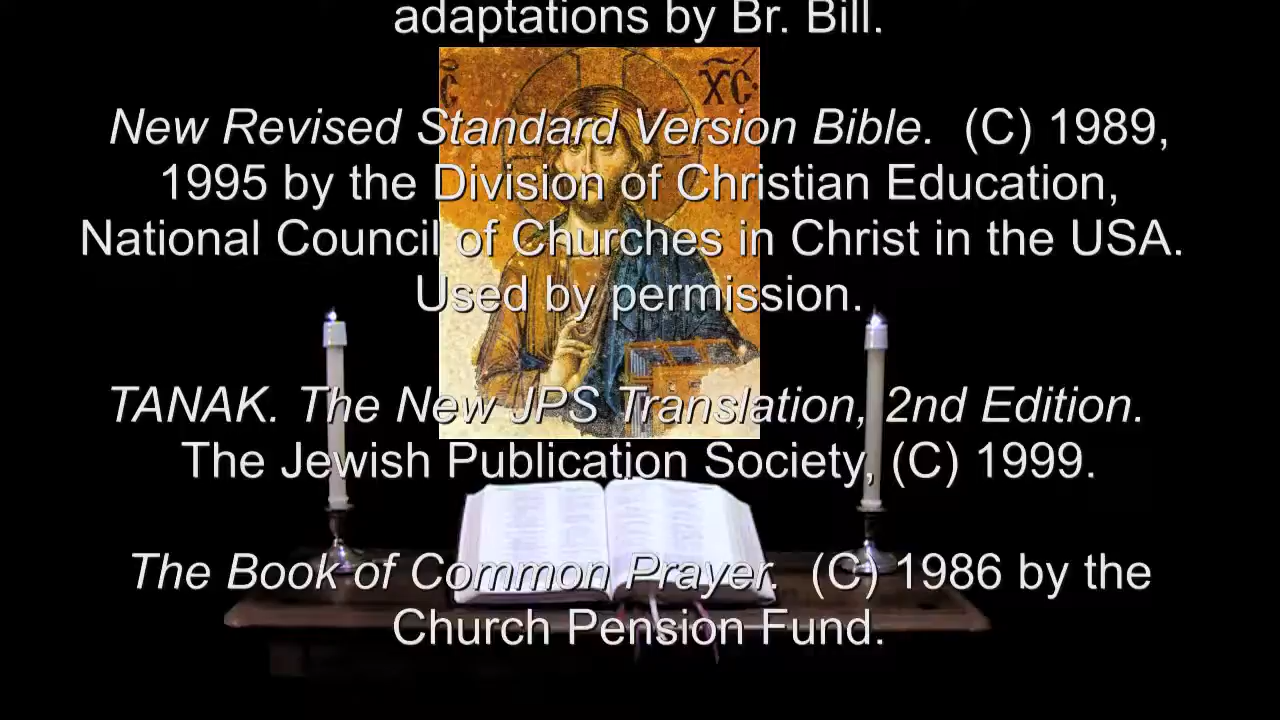 adaptations by Br. Bill.
New Revised Standard Version Bible. (C) 1989,
1995 by the Division of Christian Education,
National Council of Churches in Christ in the USA.
Used by permission.
TANAK. The New JPS Translation, 2nd Edition.
The Jewish Publication Society, (C) 1999.
The Book of Common Prayer. (C) 1986 by the
Church Pension Fund.